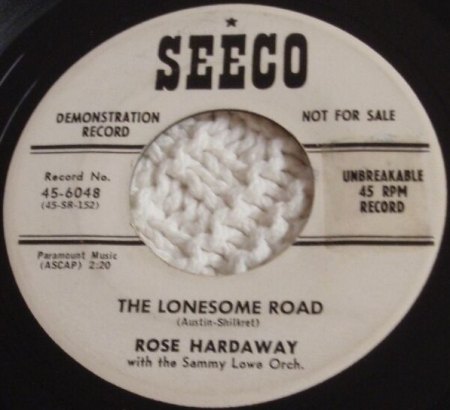 SEECO
DEMONSTRATION
RECORD
NOT FOR SALE
Record No.
45-6048
(45-SR-152)
UNBREAKABLE
45 RPM
RECORD
Paramount Music
(ASCAP) 2:20
THE LONESOME ROAD
(Austin-Shilkret)
ROSE HARDAWAY
with the Sammy Lowe Orch.